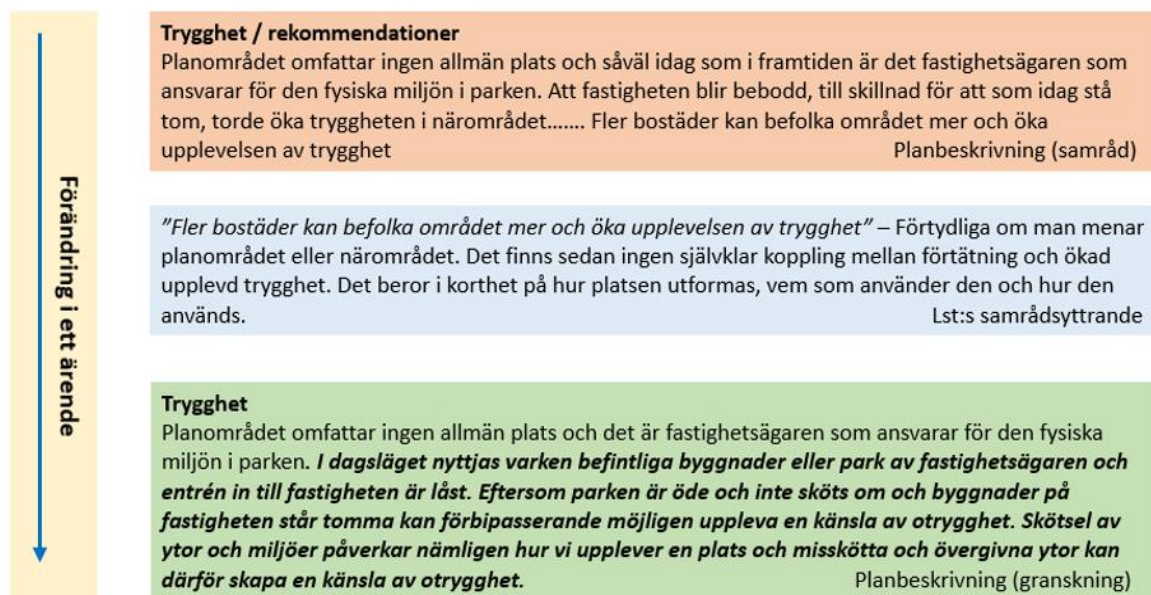 Förändring i ett ärende
Trygghet / rekommendationer
Planområdet omfattar ingen allmän plats och såväl idag som i framtiden är det fastighetsägaren som
ansvarar för den fysiska miljön i parken. Att fastigheten blir bebodd, till skillnad för att som idag stå
tom, torde öka tryggheten i närområdet……. Fler bostäder kan befolka området mer och öka
upplevelsen av trygghet Planbeskrivning (samråd)
”Fler bostäder kan befolka området mer och öka upplevelsen av trygghet” – Förtydliga om man menar
planområdet eller närområdet. Det finns sedan ingen självklar koppling mellan förtätning och ökad
upplevd trygghet. Det beror i korthet på hur platsen utformas, vem som använder den och hur den
används. Lst:s samrådsyttrande
Trygghet
Planområdet omfattar ingen allmän plats och det är fastighetsägaren som ansvarar för den fysiska
miljön i parken. I dagsläget nyttjas varken befintliga byggnader eller park av fastighetsägaren och
entrén in till fastigheten är låst. Eftersom parken är öde och inte sköts om och byggnader på
fastigheten står tomma kan förbipasserande möjligen uppleva en känsla av otrygghet. Skötsel av
ytor och miljöer påverkar nämligen hur vi upplever en plats och misskötta och övergivna ytor kan
därför skapa en känsla av otrygghet. Planbeskrivning (granskning)